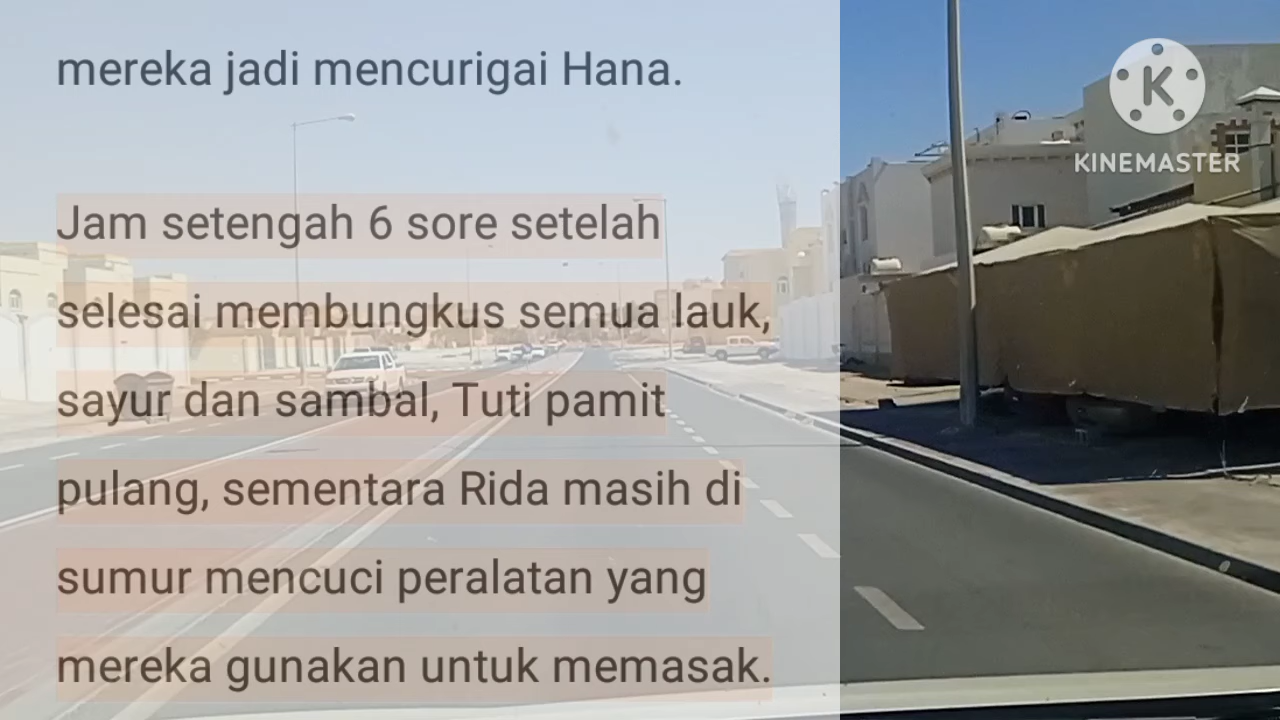 mereka jadi mencurigai Hana.
Jam setengah 6 sore setelah
selesai membungkus semua lauk,
sayur dan sambal, Tuti pamit
pulang, sementara Rida masih di
sumur mencuci peralatan yang
mereka gunakan untuk memasak.
K
KINEMASTER